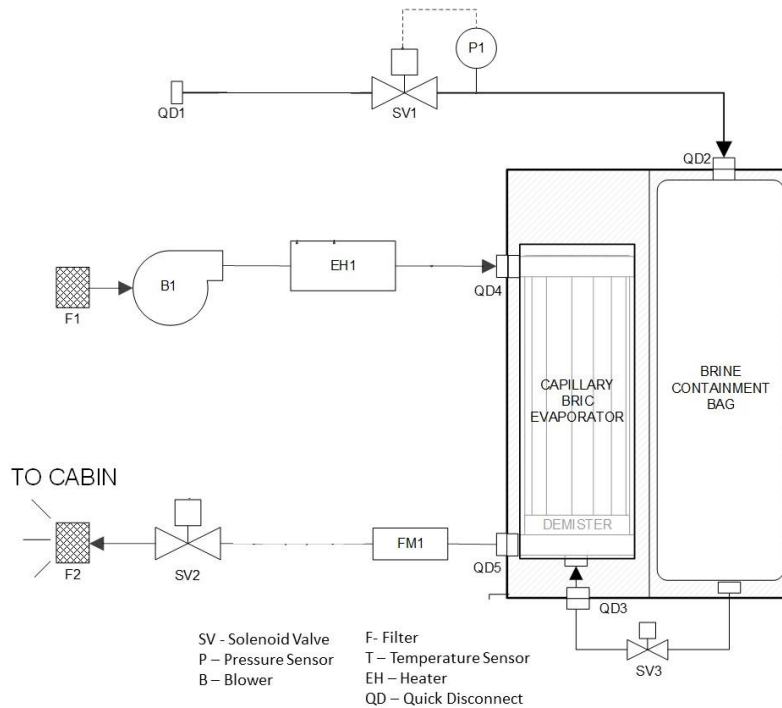 P1
QD1
SV1
QD2
EH1
B1
F1
QD4
CAPILLARY
BRIC
EVAPORATOR
BRINE
CONTAINMENT
BAG
TO CABIN
DEMISTER
FM1
F2
SV2
QD5
QD3
SV3
SV - Solenoid Valve
P – Pressure Sensor
B – Blower
F- Filter
T – Temperature Sensor
EH – Heater
QD – Quick Disconnect